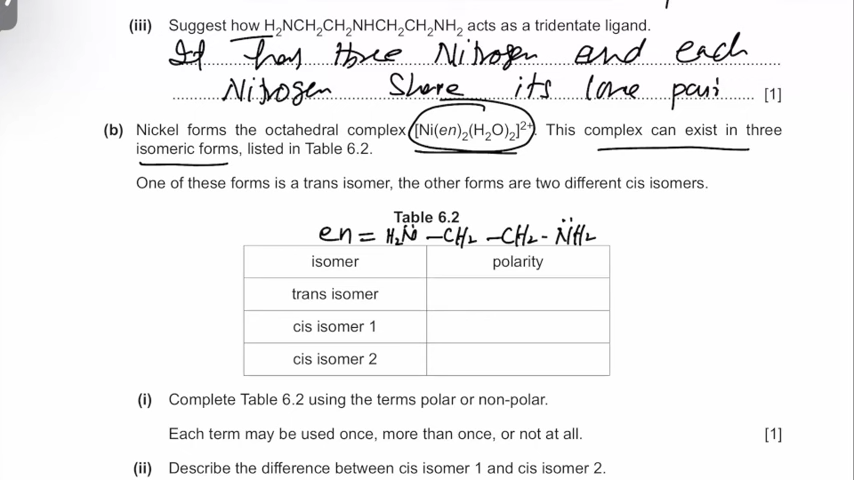 (iii) Suggest how H₂NCH₂CH₂NHCH₂CH₂NH₂ acts as a tridentate ligand.
It has three Nitrogen and each
Nitrogen Share its lone pair [1]
(b) Nickel forms the octahedral complex [Ni(en)₂(H₂O)₂]²⁺. This complex can exist in three
isomeric forms, listed in Table 6.2.
One of these forms is a trans isomer, the other forms are two different cis isomers.
Table 6.2
en = H₂N̈ –CH₂ –CH₂ - N̈H₂
isomer polarity
trans isomer
cis isomer 1
cis isomer 2
(i) Complete Table 6.2 using the terms polar or non-polar.
Each term may be used once, more than once, or not at all. [1]
(ii) Describe the difference between cis isomer 1 and cis isomer 2.